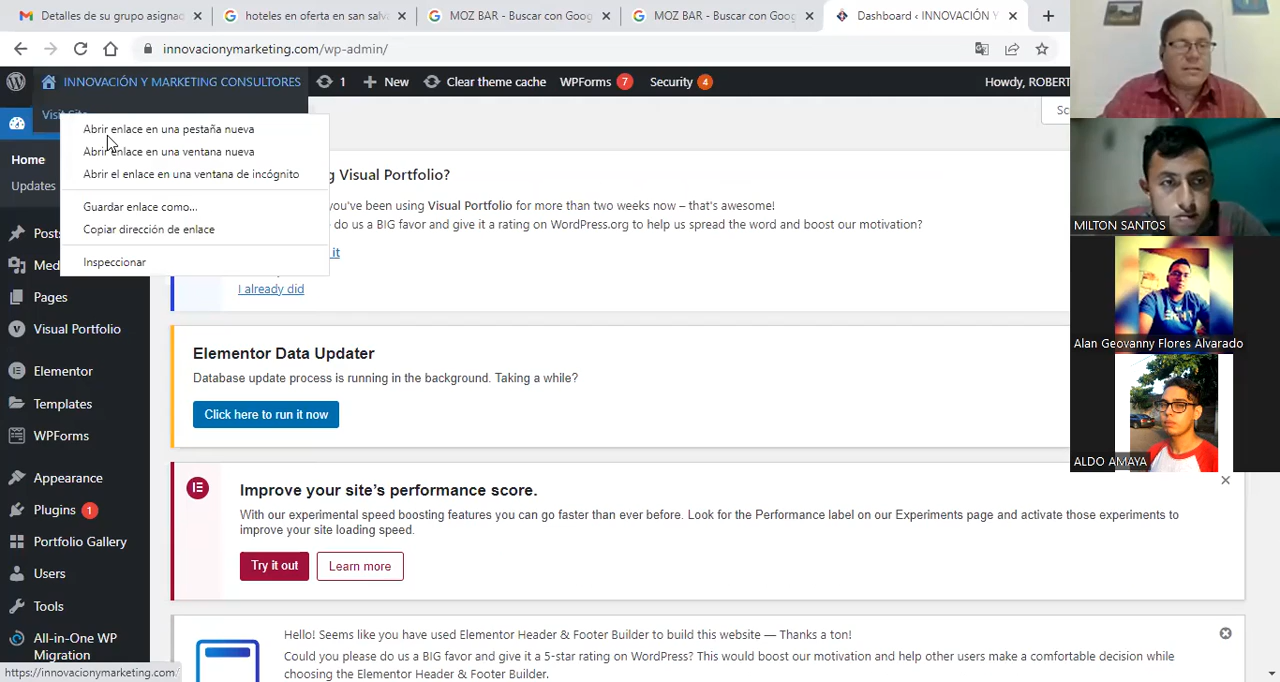 Detalles de su grupo asignad
hoteles en oferta en san salv
MOZ BAR - Buscar con Goog
MOZ BAR - Buscar con Goog
Dashboard ‹ INNOVACIÓN Y
innovacionymarketing.com/wp-admin/
INNOVACIÓN Y MARKETING CONSULTORES
1
New
Clear theme cache
WPForms 7
Security 4
Howdy, ROBERT
Visit Site
Abrir enlace en una pestaña nueva
Abrir enlace en una ventana nueva
Abrir el enlace en una ventana de incógnito
Guardar enlace como...
Copiar dirección de enlace
Inspeccionar
Home
Updates
Posts
Med
Pages
Visual Portfolio
Elementor
Templates
WPForms
Appearance
Plugins 1
Portfolio Gallery
Users
Tools
All-in-One WP
Migration
https://innovacionymarketing.com/
Sc
g Visual Portfolio?
you've been using Visual Portfolio for more than two weeks now – that's awesome!
do us a BIG favor and give it a rating on WordPress.org to help us spread the word and boost our motivation?
it
I already did
Elementor Data Updater
Database update process is running in the background. Taking a while?
Click here to run it now
Improve your site's performance score.
With our experimental speed boosting features you can go faster than ever before. Look for the Performance label on our Experiments page and activate those experiments to
improve your site loading speed.
Try it out
Learn more
Hello! Seems like you have used Elementor Header & Footer Builder to build this website — Thanks a ton!
Could you please do us a BIG favor and give it a 5-star rating on WordPress? This would boost our motivation and help other users make a comfortable decision while
choosing the Elementor Header & Footer Builder.
MILTON SANTOS
Alan Geovanny Flores Alvarado
ALDO AMAYA